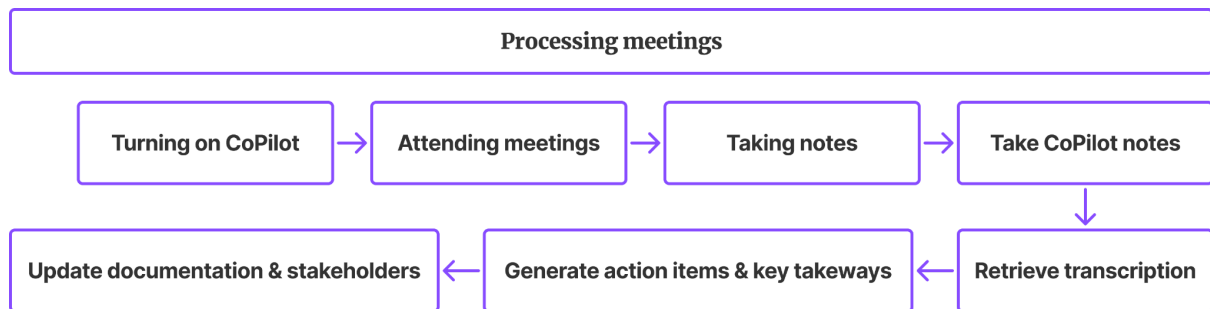 Processing meetings
Turning on CoPilot
Attending meetings
Taking notes
Take CoPilot notes
Retrieve transcription
Generate action items & key takeways
Update documentation & stakeholders